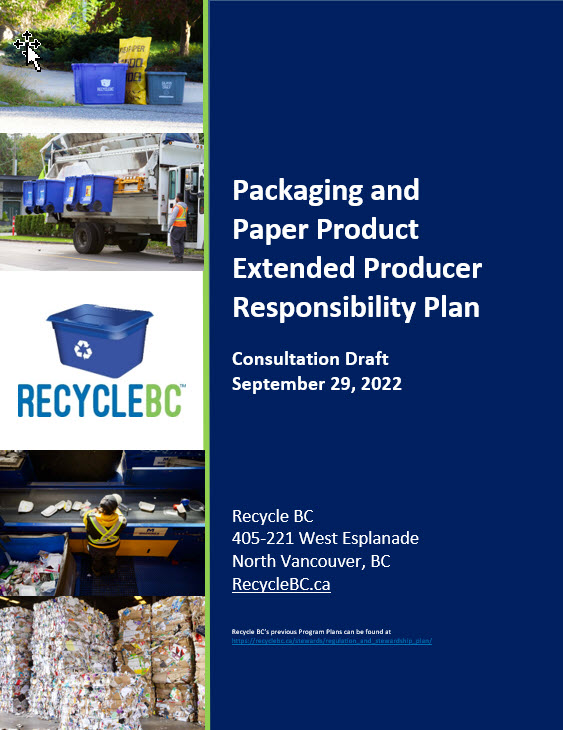 RECYCLEBC™
Packaging and
Paper Product
Extended Producer
Responsibility Plan
Consultation Draft
September 29, 2022
Recycle BC
405-221 West Esplanade
North Vancouver, BC
RecycleBC.ca
Recycle BC's previous Program Plans can be found at
https://recyclebc.ca/stewards/regulation_and_stewardship_plan/